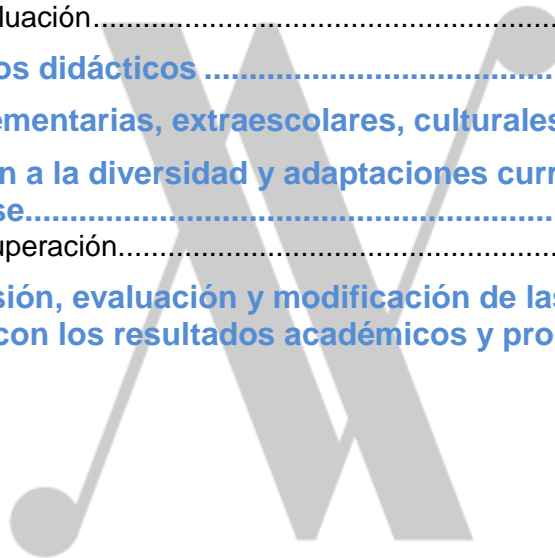 luación..........................................................
os didácticos ........................................
ementarias, extraescolares, culturales
n a la diversidad y adaptaciones curr
se................................................................
uperación.......................................................
sión, evaluación y modificación de las
con los resultados académicos y pro